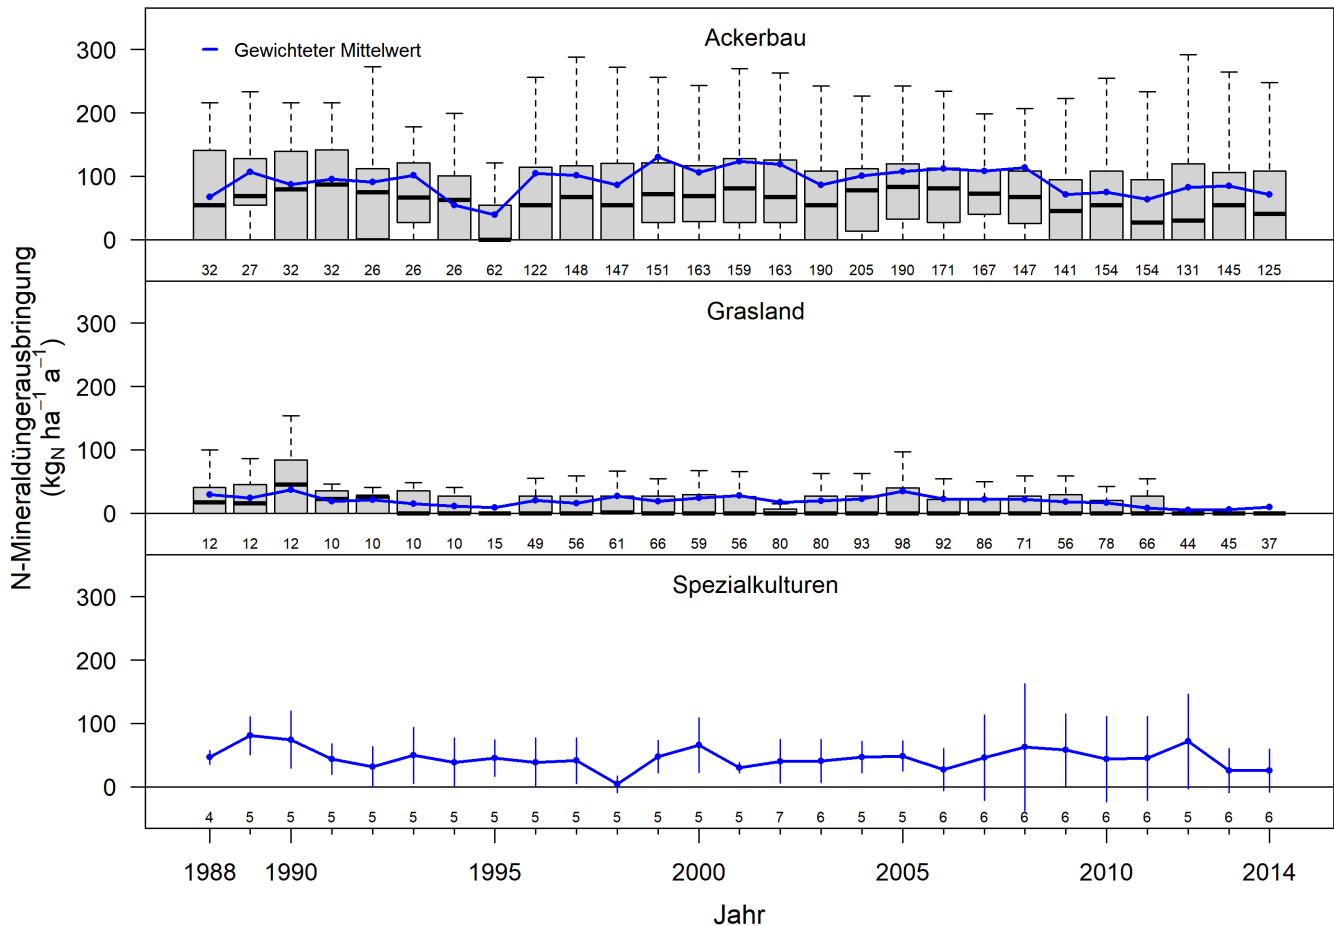 Ackerbau
Gewichteter Mittelwert
300
200
100
0
32 27 32 32 26 26 26 62 122 148 147 151 163 159 163 190 205 190 171 167 147 141 154 154 131 145 125
Grasland
300
200
100
0
12 12 12 10 10 10 10 15 49 56 61 66 59 56 80 80 93 98 92 86 71 56 78 66 44 45 37
Spezialkulturen
300
200
100
0
4 5 5 5 5 5 5 5 5 5 5 5 5 5 7 6 5 5 6 6 6 6 6 6 5 6 6
1988 1990 1995 2000 2005 2010 2014
Jahr
N-Mineraldüngerausbringung
(kg_N ha⁻¹ a⁻¹)